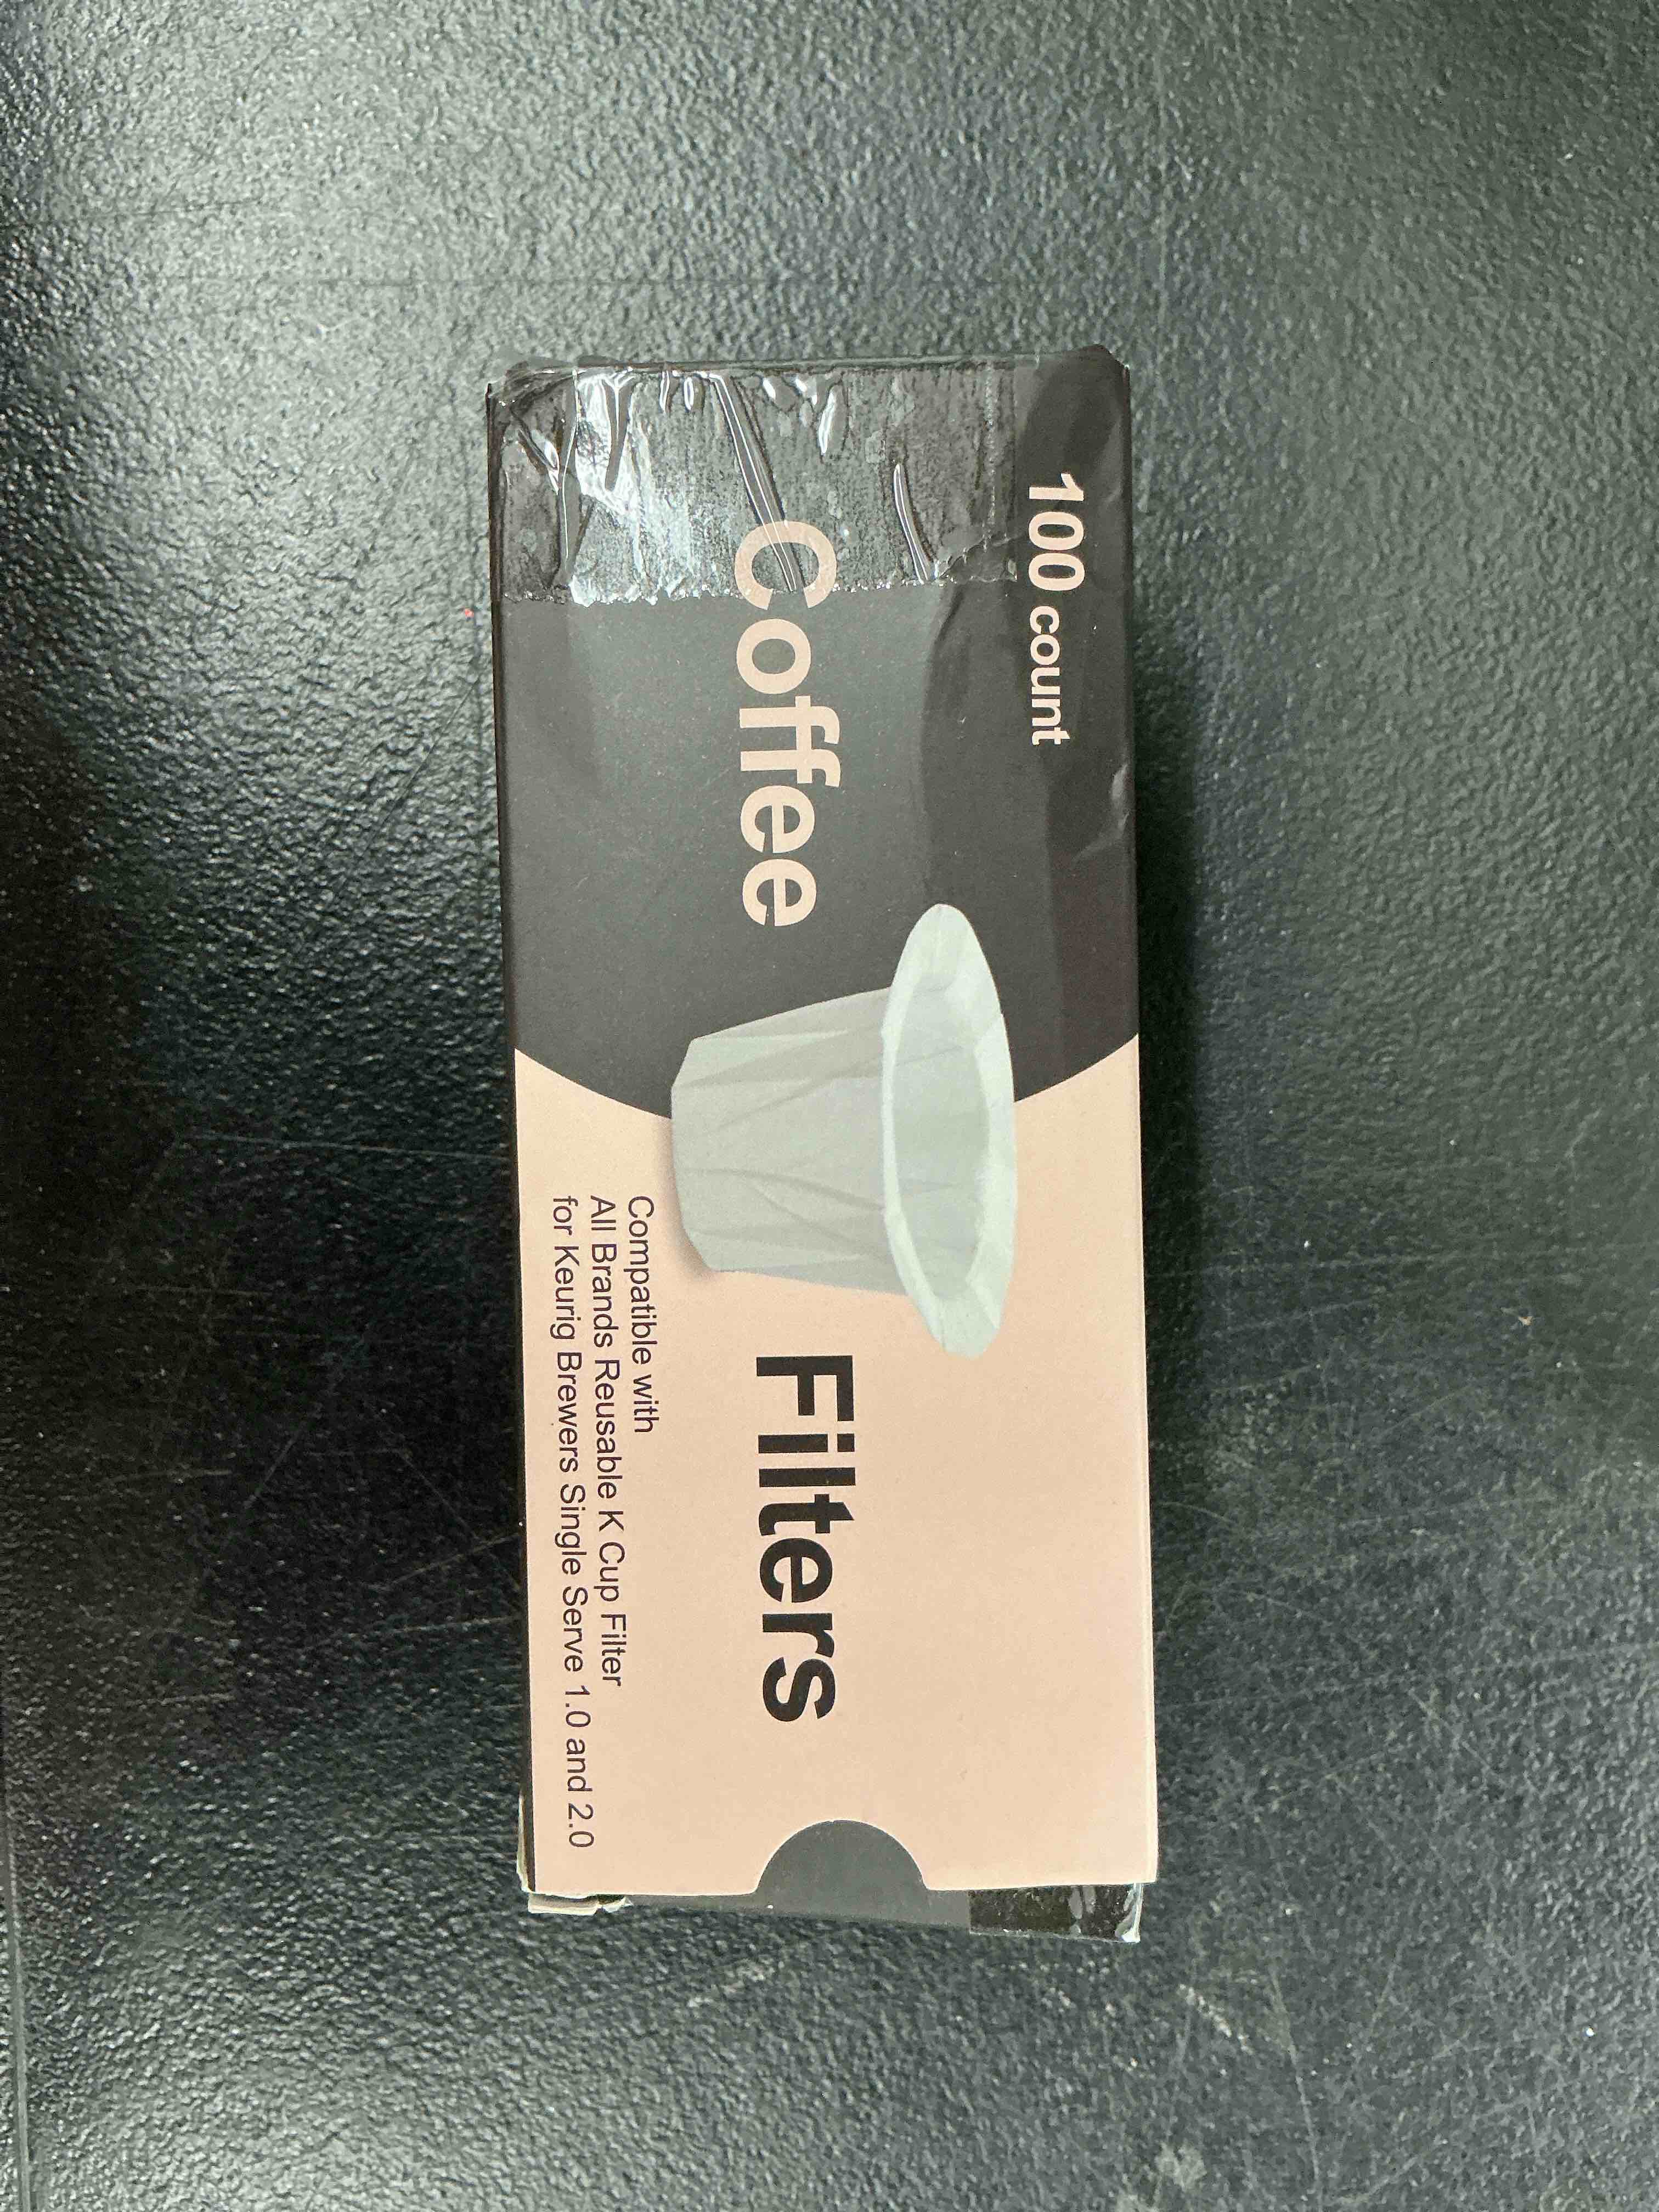 100 count
Coffee Filters
Compatible with
All Brands Reusable K Cup Filter
for Keurig Brewers Single Serve 1.0 and 2.0